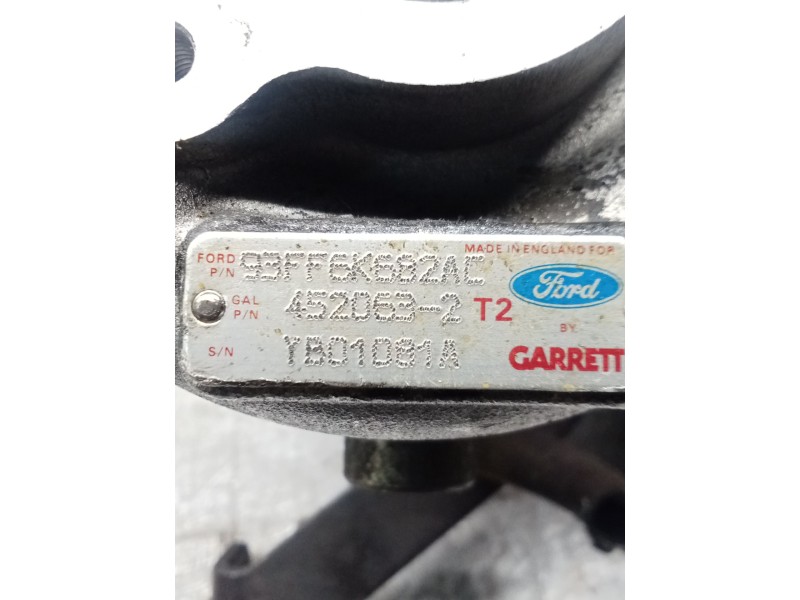 MADE IN ENGLAND FOR
FORD P/N 93FF6K682AC
Ford
GAL P/N 452063-2 T2
BY
S/N YB01081A GARRETT